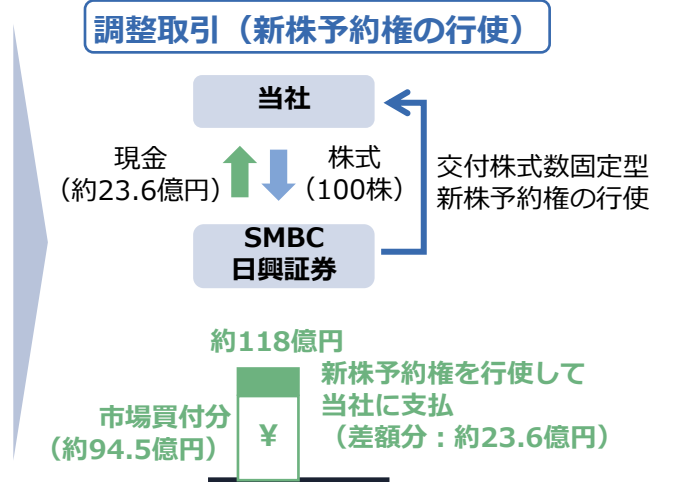 調整取引（新株予約権の行使）
当社
現金
（約23.6億円）
株式
（100株）
交付株式数固定型
新株予約権の行使
SMBC
日興証券
約118億円
新株予約権を行使して
当社に支払
（差額分：約23.6億円）
市場買付分
（約94.5億円）
¥